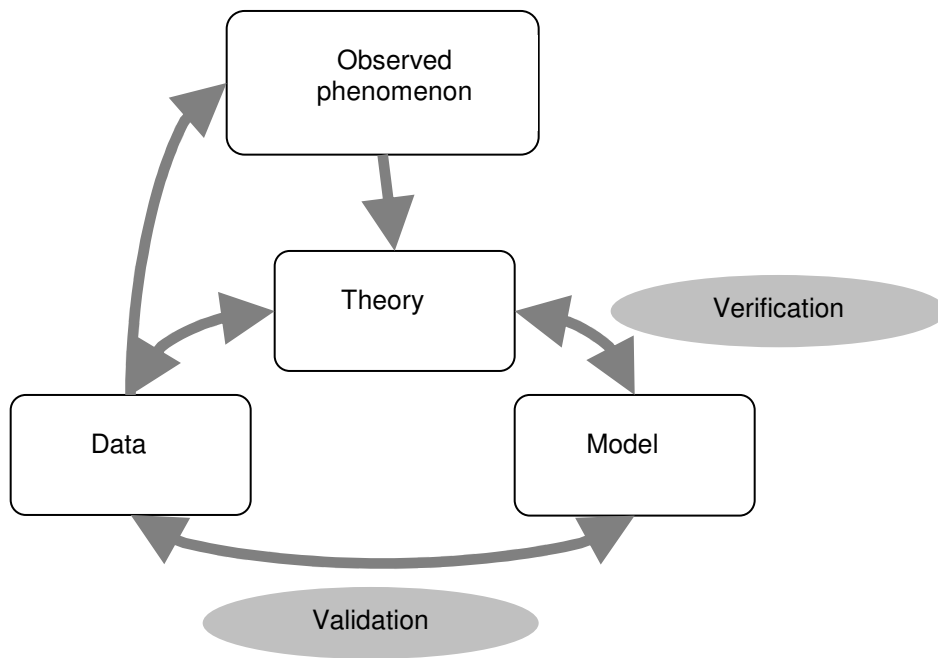 Observed
phenomenon
Theory
Verification
Data
Model
Validation